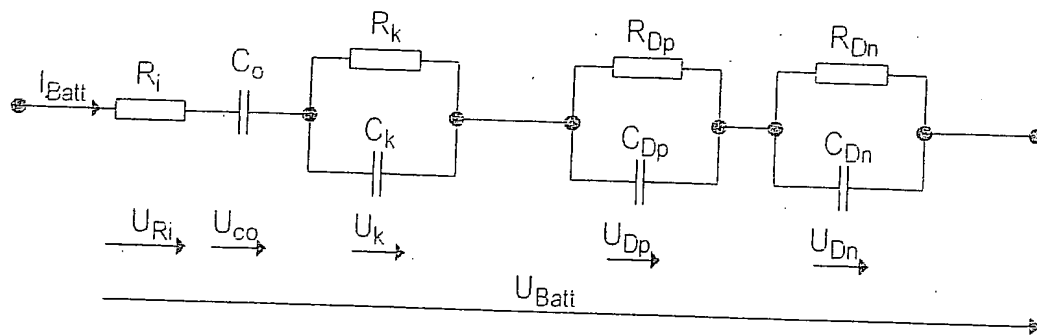 I_Batt R_i C_o R_k C_k R_Dp C_Dp R_Dn C_Dn
U_Ri U_co U_k U_Dp U_Dn
U_Batt